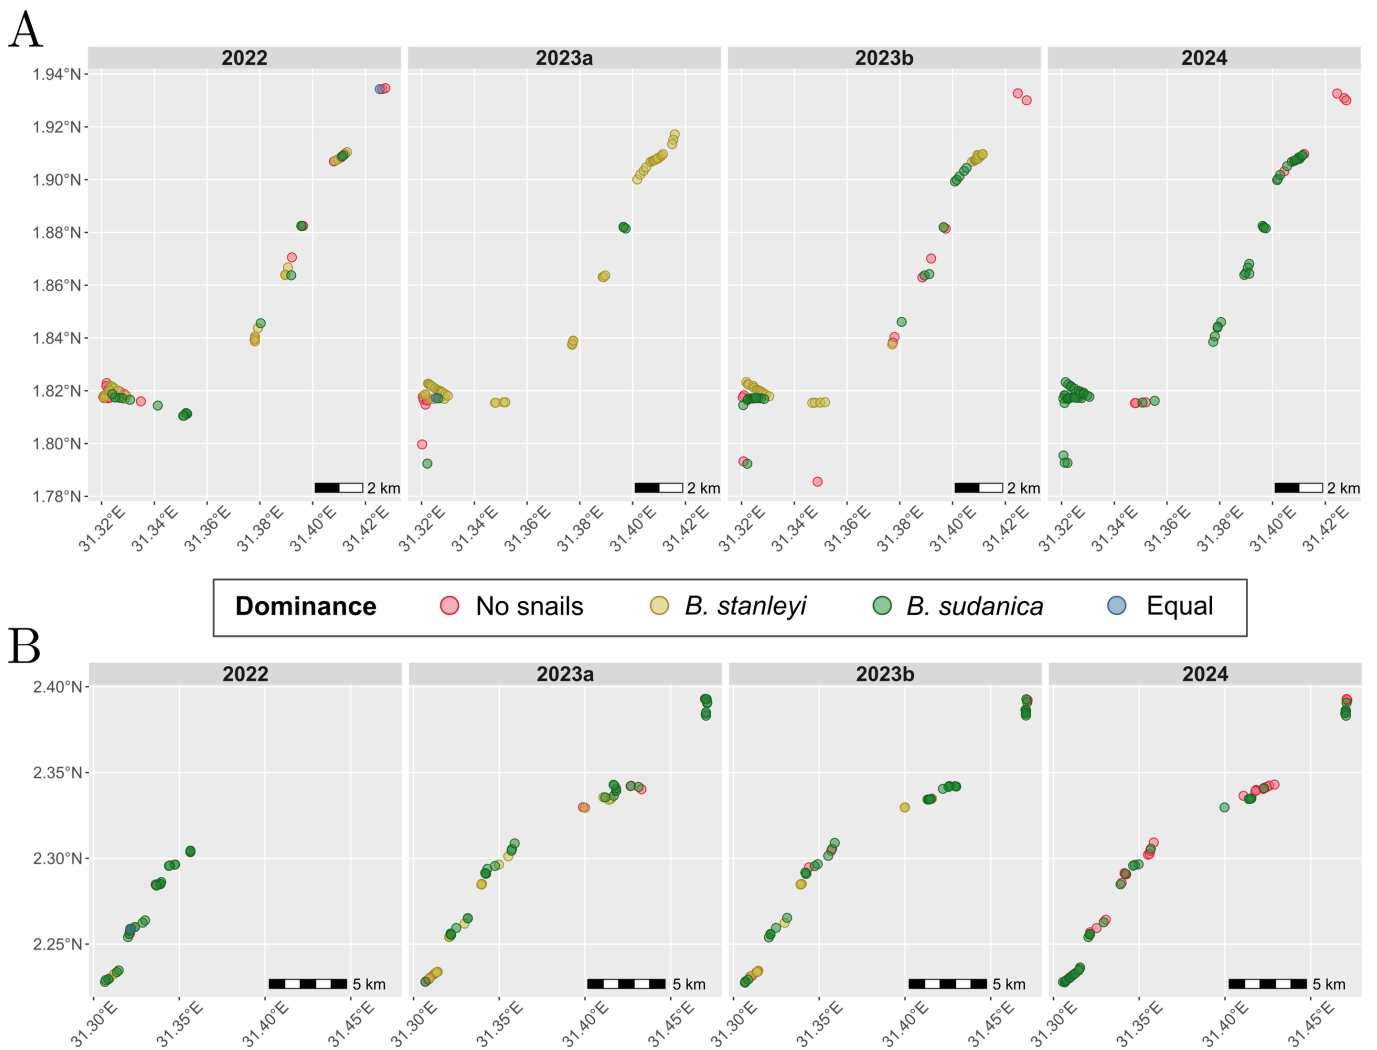 A
2022 2023a 2023b 2024
1.94°N
1.92°N
1.90°N
1.88°N
1.86°N
1.84°N
1.82°N
1.80°N
1.78°N
2 km 2 km 2 km 2 km
31.32°E 31.34°E 31.36°E 31.38°E 31.40°E 31.42°E 31.32°E 31.34°E 31.36°E 31.38°E 31.40°E 31.42°E 31.32°E 31.34°E 31.36°E 31.38°E 31.40°E 31.42°E 31.32°E 31.34°E 31.36°E 31.38°E 31.40°E 31.42°E
Dominance No snails B. stanleyi B. sudanica Equal
B
2022 2023a 2023b 2024
2.40°N
2.35°N
2.30°N
2.25°N
5 km 5 km 5 km 5 km
31.30°E 31.35°E 31.40°E 31.45°E 31.30°E 31.35°E 31.40°E 31.45°E 31.30°E 31.35°E 31.40°E 31.45°E 31.30°E 31.35°E 31.40°E 31.45°E